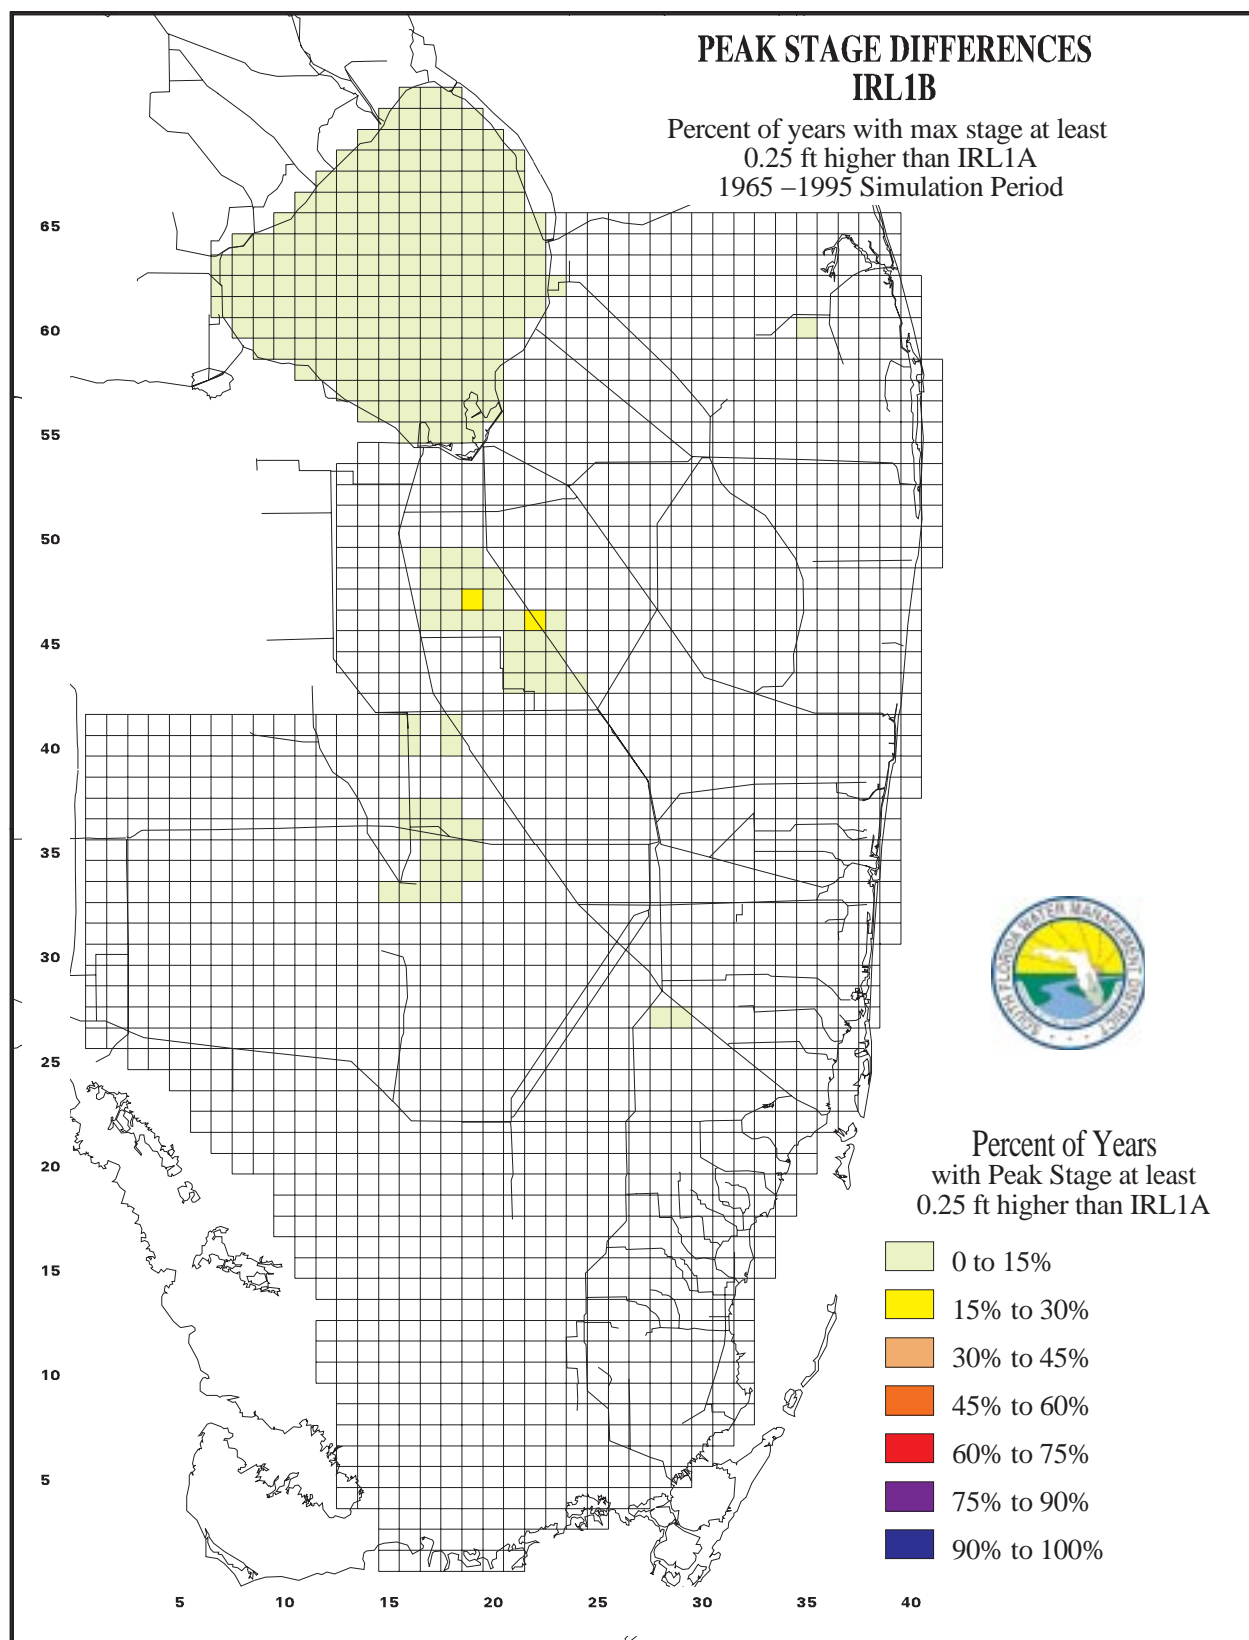 PEAK STAGE DIFFERENCES
IRL1B
Percent of years with max stage at least
0.25 ft higher than IRL1A
1965 –1995 Simulation Period
65
60
55
50
45
40
35
30
25
20
15
10
5
SOUTH FLORIDA WATER MANAGEMENT DISTRICT
Percent of Years
with Peak Stage at least
0.25 ft higher than IRL1A
0 to 15%
15% to 30%
30% to 45%
45% to 60%
60% to 75%
75% to 90%
90% to 100%
5 10 15 20 25 30 35 40